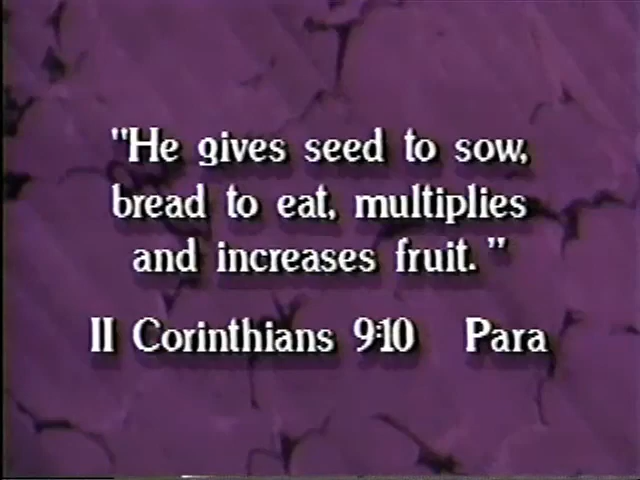 "He gives seed to sow,
bread to eat, multiplies
and increases fruit."
II Corinthians 9:10 Para